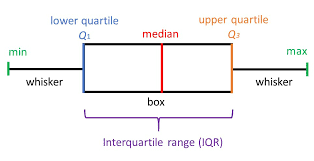 lower quartile
Q1
median
upper quartile
Q3
min
max
whisker
whisker
box
Interquartile range (IQR)